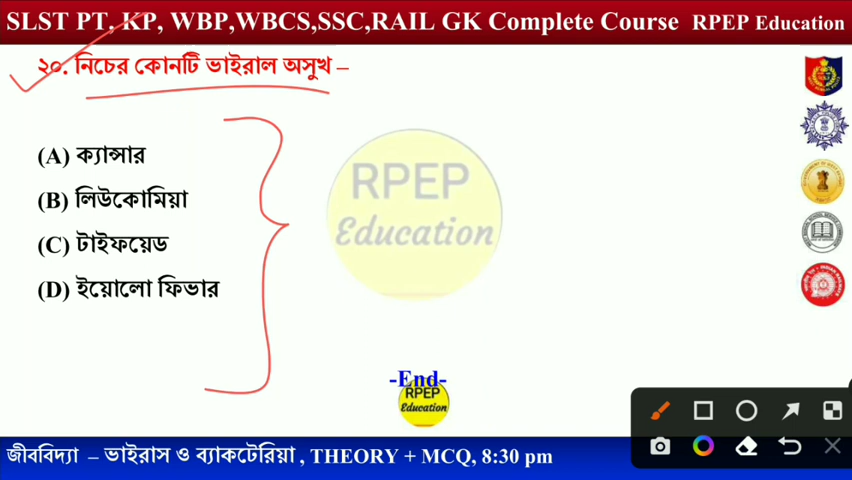 SLST PT, KP, WBP,WBCS,SSC,RAIL GK Complete Course RPEP Education
২০. নিচের কোনটি ভাইরাল অসুখ –
(A) ক্যান্সার
(B) লিউকোমিয়া
(C) টাইফয়েড
(D) ইয়োলো ফিভার
RPEP
Education
-End-
RPEP
Education
জীববিদ্যা – ভাইরাস ও ব্যাকটেরিয়া , THEORY + MCQ, 8:30 pm